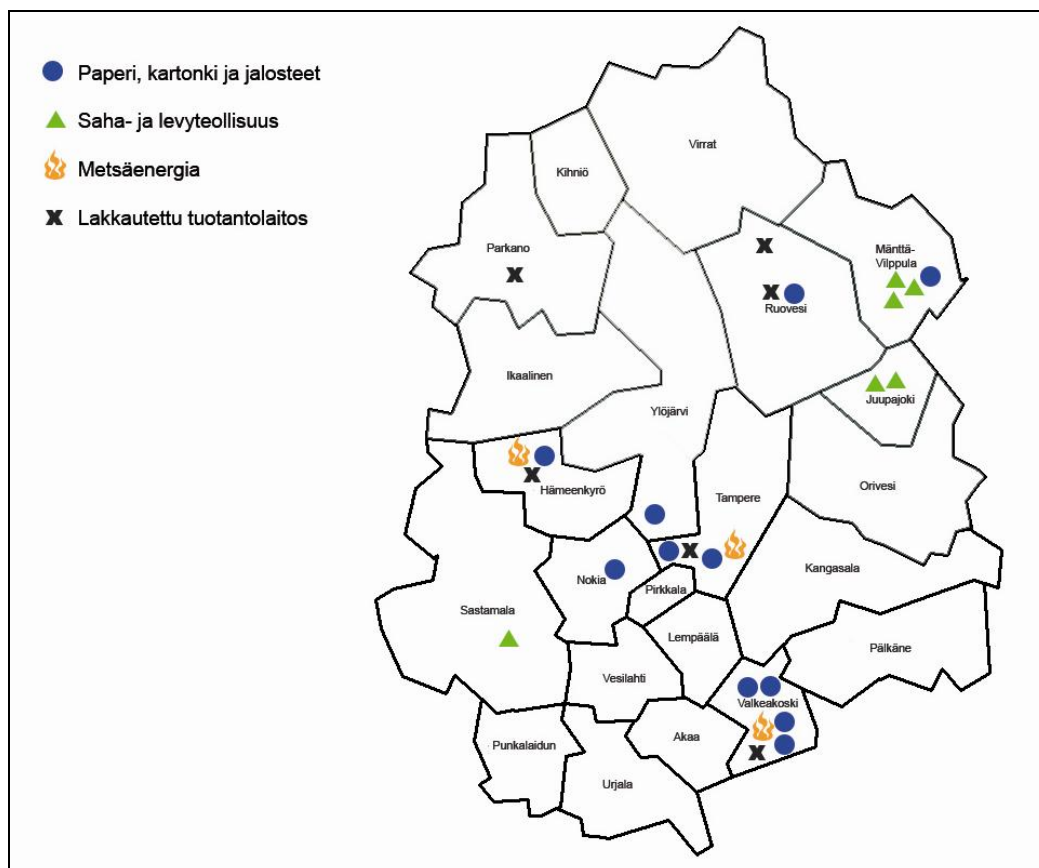 Paperi, kartonki ja jalosteet
Saha- ja levyteollisuus
Metsäenergia
Lakkautettu tuotantolaitos
Virrat
Kihniö
Parkano
Mänttä-
Vilppula
Ruovesi
Ikaalinen
Juupajoki
Ylöjärvi
Hämeenkyrö
Tampere
Orivesi
Kangasala
Nokia
Pirkkala
Sastamala
Lempäälä
Pälkäne
Vesilahti
Valkeakoski
Akaa
Punkalaidun
Urjala